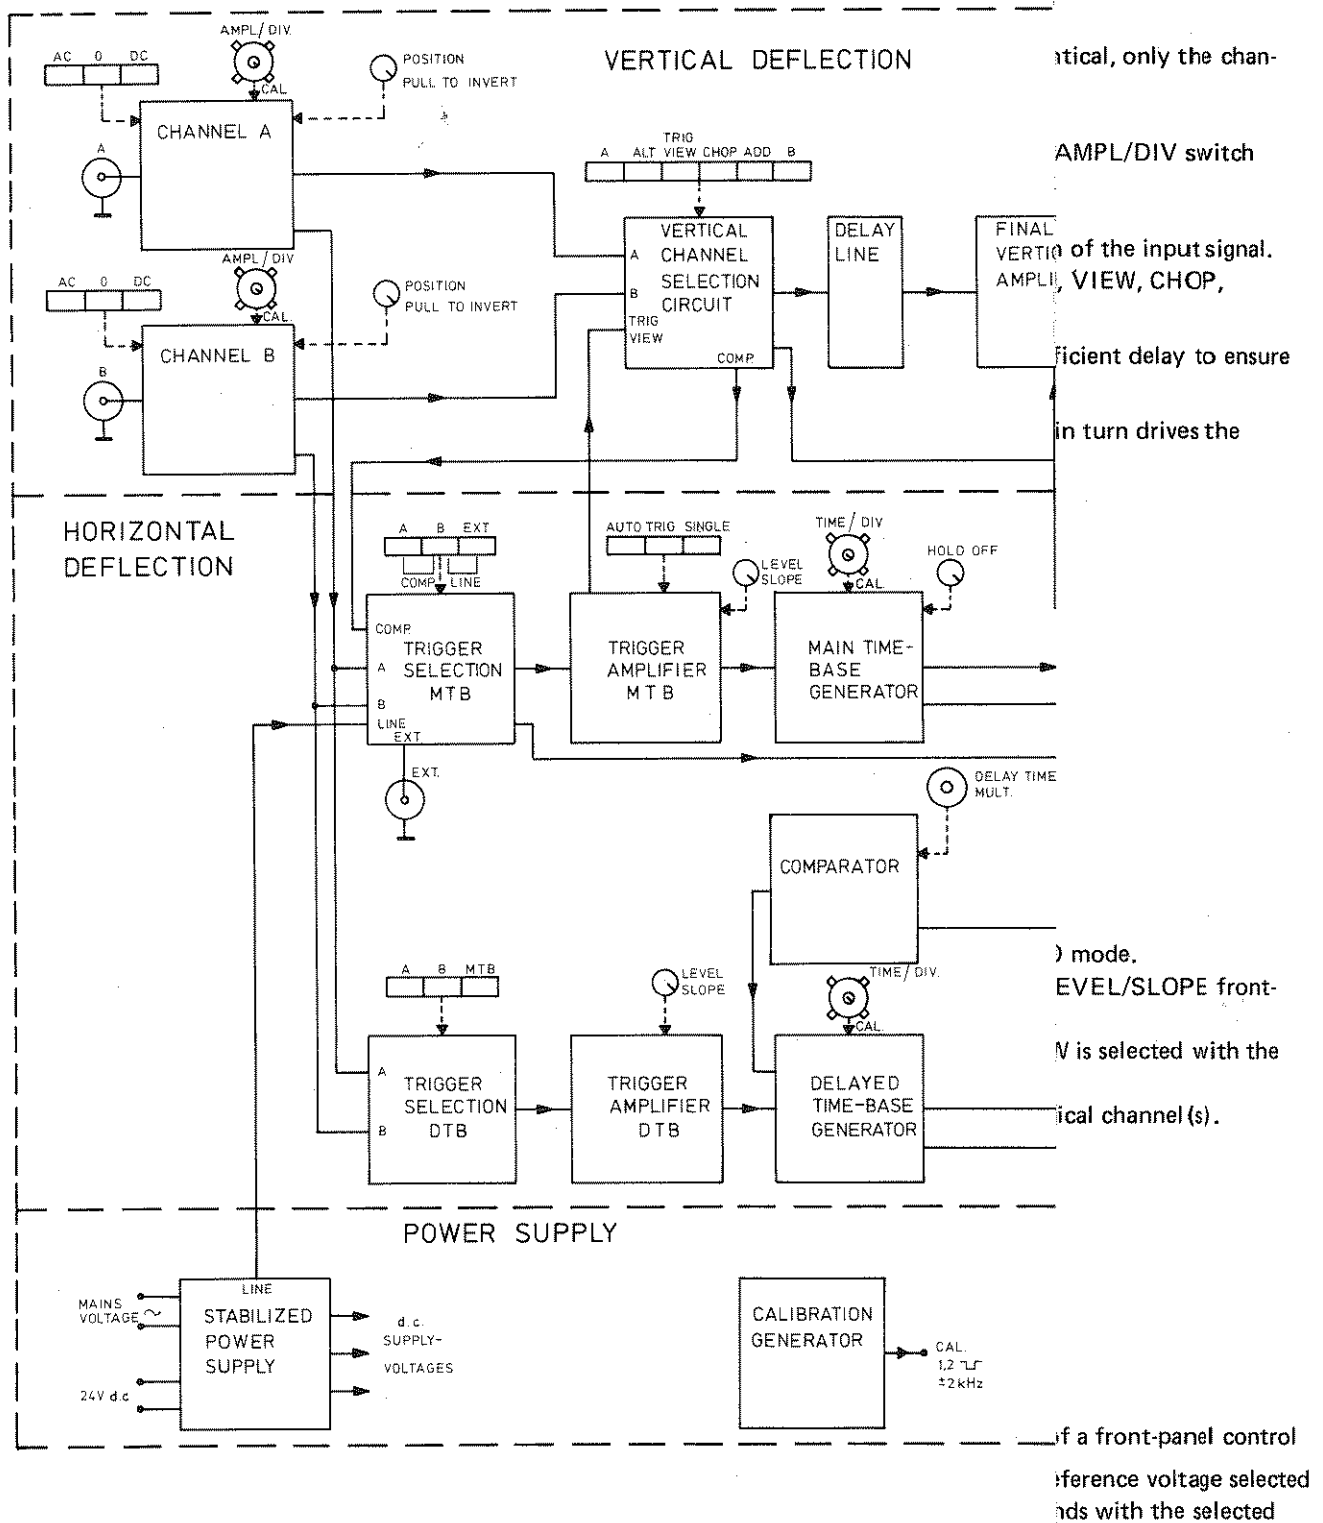 AMPL/DIV.
AC 0 DC
POSITION
PULL TO INVERT
CAL
VERTICAL DEFLECTION
CHANNEL A
A
AMPL/DIV
AC 0 DC
POSITION
PULL TO INVERT
CAL.
CHANNEL B
B
TRIG
A ALT VIEW CHOP ADD B
VERTICAL
CHANNEL
SELECTION
CIRCUIT
A
B
TRIG
VIEW
COMP.
DELAY
LINE
FINAL
VERTIC
AMPLI
tical, only the chan-
AMPL/DIV switch
of the input signal.
, VIEW, CHOP,
ficient delay to ensure
in turn drives the
HORIZONTAL
DEFLECTION
A B EXT
COMP. LINE
AUTO TRIG SINGLE
LEVEL
SLOPE
TIME/DIV
CAL.
HOLD OFF
COMP.
A
B
LINE
EXT
TRIGGER
SELECTION
MTB
EXT.
TRIGGER
AMPLIFIER
MTB
MAIN TIME-
BASE
GENERATOR
DELAY TIME
MULT.
COMPARATOR
A B MTB
LEVEL
SLOPE
TIME/DIV.
CAL.
A
B
TRIGGER
SELECTION
DTB
TRIGGER
AMPLIFIER
DTB
DELAYED
TIME-BASE
GENERATOR
mode.
EVEL/SLOPE front-
is selected with the
ical channel(s).
POWER SUPPLY
MAINS
VOLTAGE ~
24V d.c
LINE
STABILIZED
POWER
SUPPLY
d.c.
SUPPLY-
VOLTAGES
CALIBRATION
GENERATOR
CAL.
1,2
±2kHz
f a front-panel control
eference voltage selected
nds with the selected